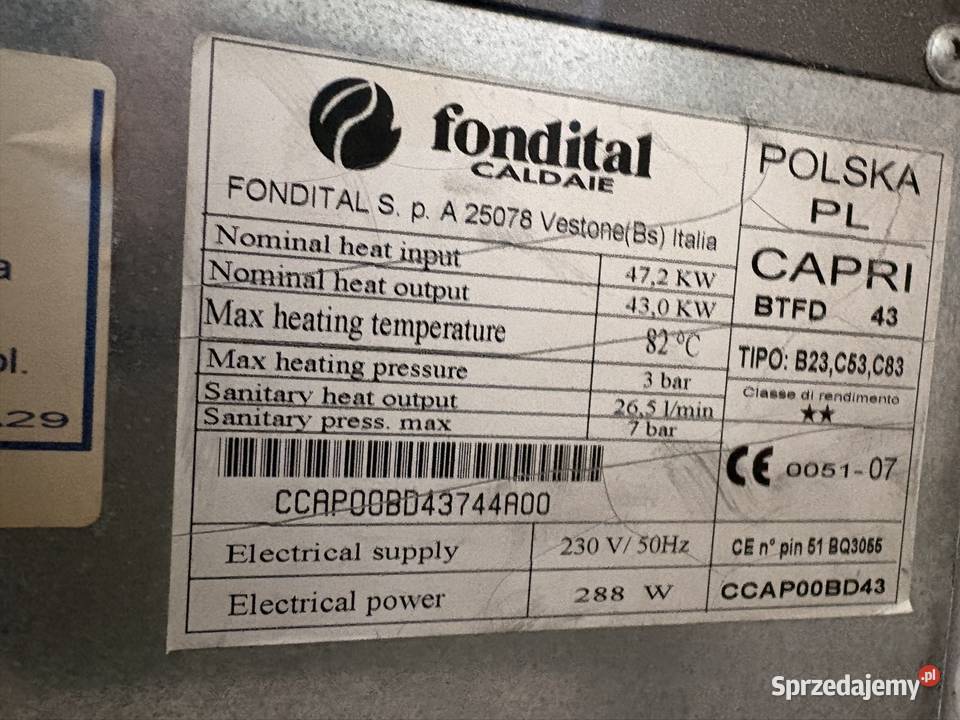 fondital
CALDAIE
FONDITAL S. p. A 25078 Vestone(Bs) Italia
POLSKA
PL
Nominal heat input 47,2 KW
Nominal heat output 43,0 KW
Max heating temperature 82 °C
Max heating pressure 3 bar
Sanitary heat output 26,5 l/min
Sanitary press. max 7 bar
CAPRI
BTFD 43
TIPO: B23,C53,C83
Classe di rendimento
★★
CE 0051-07
CCAP00BD43744A00
Electrical supply 230 V/ 50Hz
CE n° pin 51 BQ3055
Electrical power 288 W
CCAP00BD43
a
ol.
29
Sprzedajemy.pl